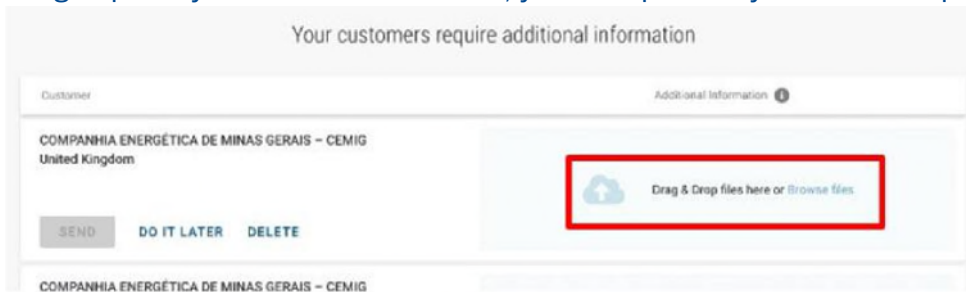 Your customers require additional information
Customer
Additional Information
COMPANHIA ENERGÉTICA DE MINAS GERAIS – CEMIG
United Kingdom
Drag & Drop files here or Browse files
SEND DO IT LATER DELETE
COMPANHIA ENERGÉTICA DE MINAS GERAIS – CEMIG